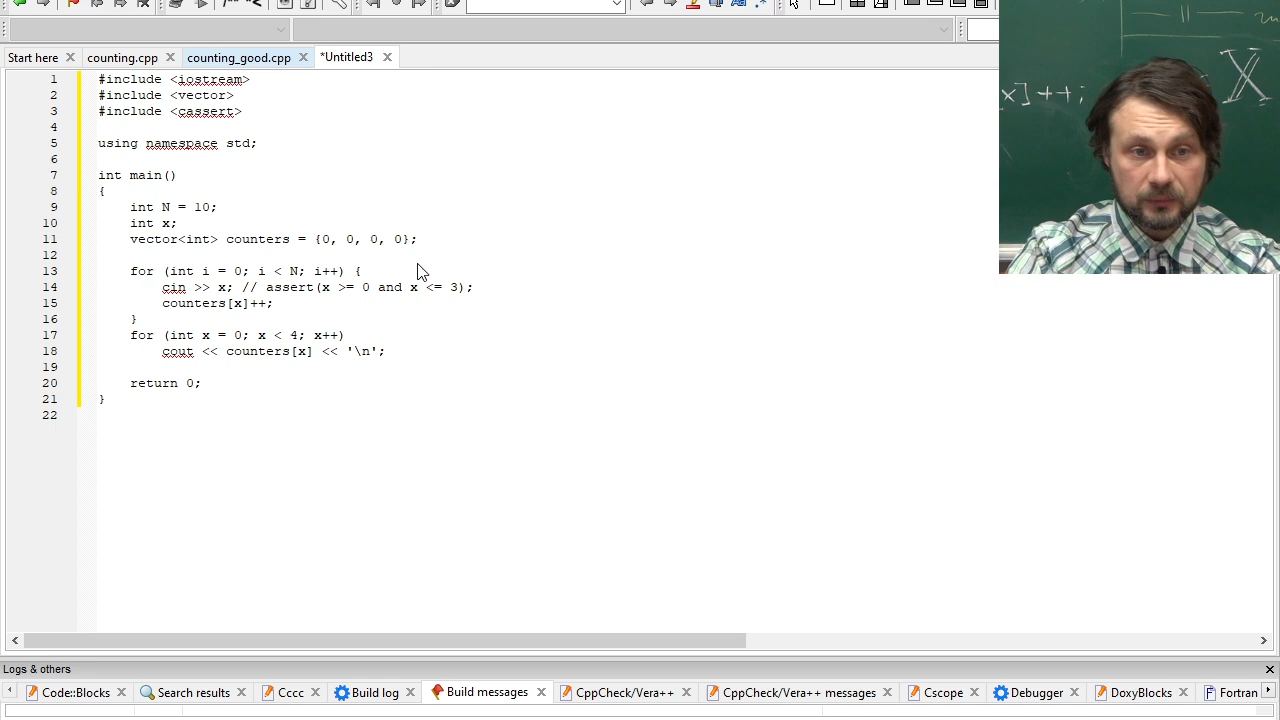 Start here
counting.cpp
counting_good.cpp
*Untitled3
1 #include <iostream>
2 #include <vector>
3 #include <cassert>
4
5 using namespace std;
6
7 int main()
8 {
9 int N = 10;
10 int x;
11 vector<int> counters = {0, 0, 0, 0};
12
13 for (int i = 0; i < N; i++) {
14 cin >> x; // assert(x >= 0 and x <= 3);
15 counters[x]++;
16 }
17 for (int x = 0; x < 4; x++)
18 cout << counters[x] << '\n';
19
20 return 0;
21 }
22
x]++;
X
Logs & others
Code::Blocks
Search results
Cccc
Build log
Build messages
CppCheck/Vera++
CppCheck/Vera++ messages
Cscope
Debugger
DoxyBlocks
Fortran